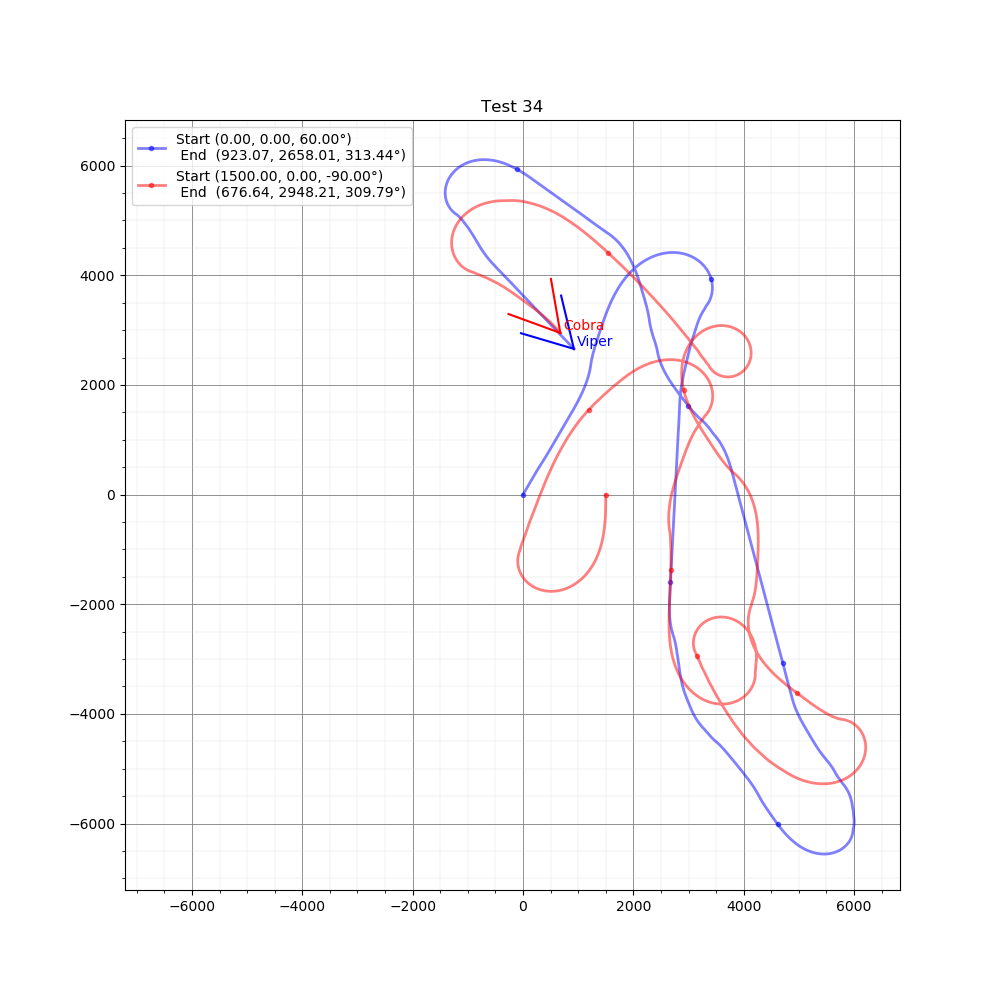 Test 34
Start (0.00, 0.00, 60.00°)
End (923.07, 2658.01, 313.44°)
Start (1500.00, 0.00, -90.00°)
End (676.64, 2948.21, 309.79°)
6000
4000
2000
0
−2000
−4000
−6000
Cobra
Viper
−6000 −4000 −2000 0 2000 4000 6000